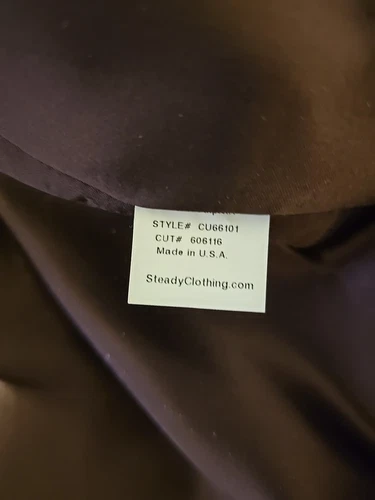 STYLE# CU66101
CUT# 606116
Made in U.S.A.
SteadyClothing.com